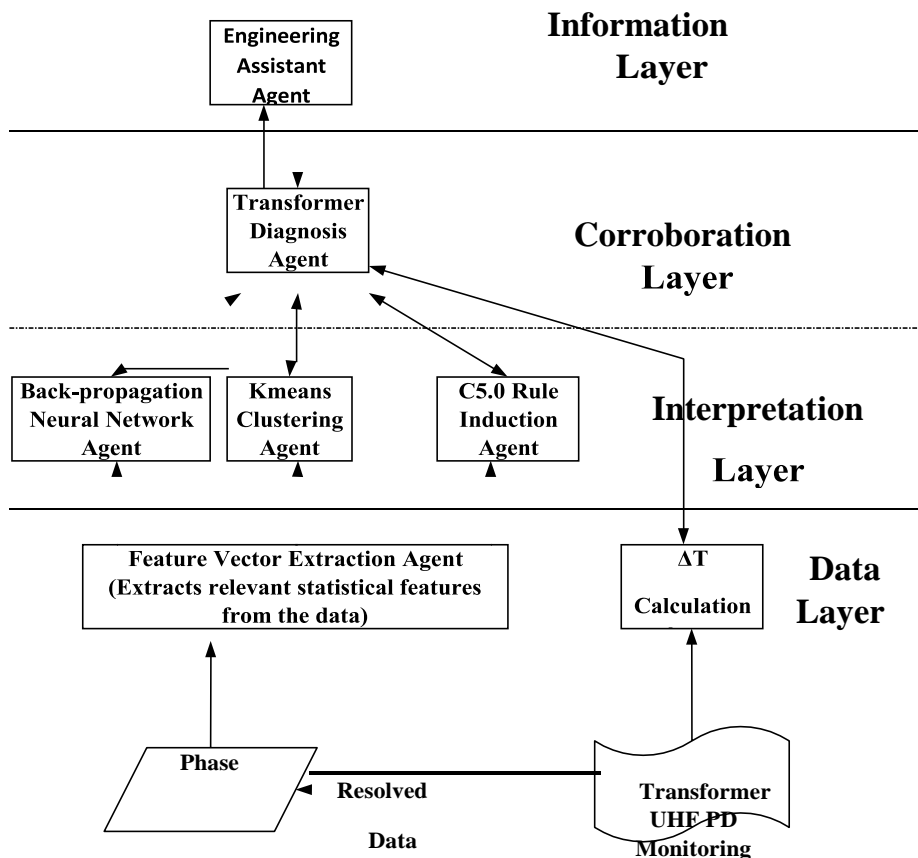 Engineering
Assistant
Agent
Information
Layer
Transformer
Diagnosis
Agent
Corroboration
Layer
Back-propagation
Neural Network
Agent
Kmeans
Clustering
Agent
C5.0 Rule
Induction
Agent
Interpretation
Layer
Feature Vector Extraction Agent
(Extracts relevant statistical features
from the data)
ΔT
Calculation
Data
Layer
Phase
Resolved
Data
Transformer
UHF PD
Monitoring